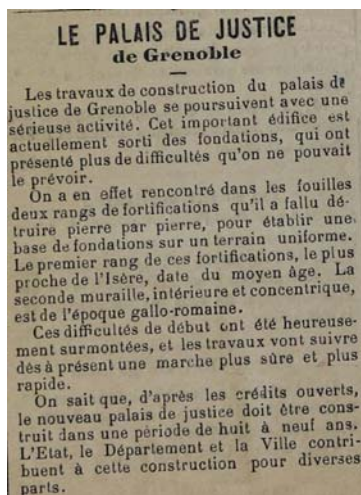 LE PALAIS DE JUSTICE
de Grenoble
Les travaux de construction du palais de
justice de Grenoble se poursuivent avec une
sérieuse activité. Cet important édifice est
actuellement sorti des fondations, qui ont
présenté plus de difficultés qu'on ne pouvait
le prévoir.
On a en effet rencontré dans les fouilles
deux rangs de fortifications qu'il a fallu dé-
truire pierre par pierre, pour établir une
base de fondations sur un terrain uniforme.
Le premier rang de ces fortifications, le plus
proche de l'Isère, date du moyen âge. La
seconde muraille, intérieure et concentrique,
est de l'époque gallo-romaine.
Ces difficultés de début ont été heureuse-
ment surmontées, et les travaux vont suivre
dès à présent une marche plus sûre et plus
rapide.
On sait que, d'après les crédits ouverts,
le nouveau palais de justice doit être cons-
truit dans une période de huit à neuf ans.
L'Etat, le Département et la Ville contri-
buent à cette construction pour diverses
parts.